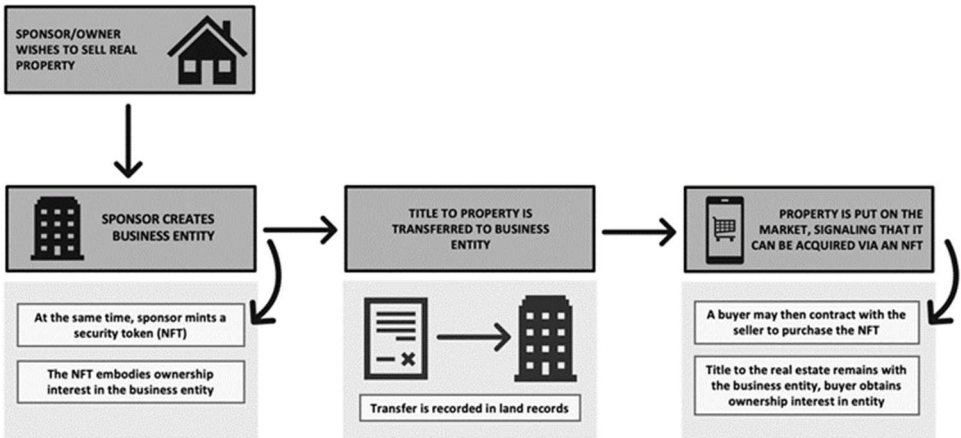 SPONSOR/OWNER
WISHES TO SELL REAL
PROPERTY
SPONSOR CREATES
BUSINESS ENTITY
At the same time, sponsor mints a
security token (NFT)
The NFT embodies ownership
interest in the business entity
TITLE TO PROPERTY IS
TRANSFERRED TO BUSINESS
ENTITY
Transfer is recorded in land records
PROPERTY IS PUT ON THE
MARKET, SIGNALING THAT IT
CAN BE ACQUIRED VIA AN NFT
A buyer may then contract with the
seller to purchase the NFT
Title to the real estate remains with
the business entity, buyer obtains
ownership interest in entity